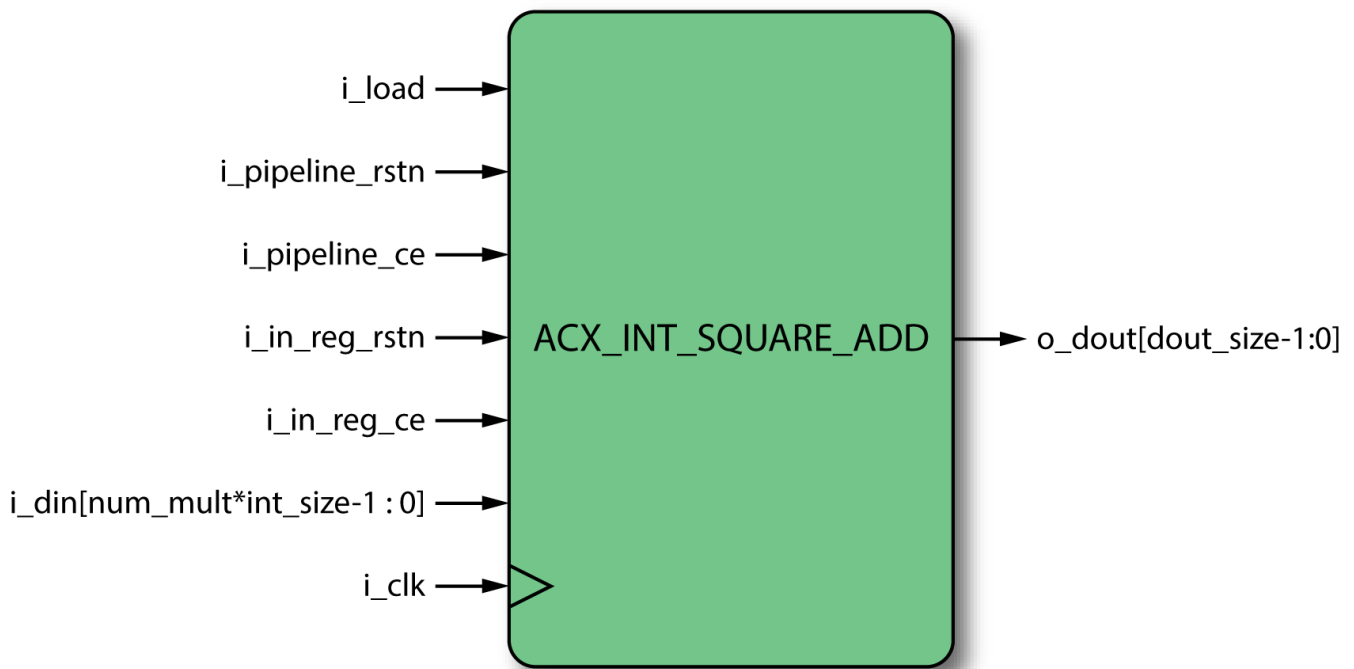 i_load
i_pipeline_rstn
i_pipeline_ce
i_in_reg_rstn
i_in_reg_ce
i_din[num_mult*int_size-1 : 0]
i_clk
ACX_INT_SQUARE_ADD
o_dout[dout_size-1:0]